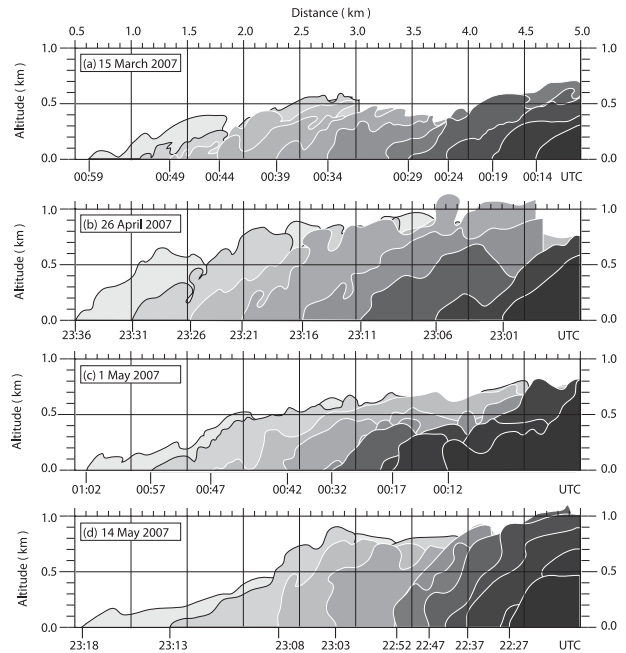 Distance ( km )
0.5 1.0 1.5 2.0 2.5 3.0 3.5 4.0 4.5 5.0
1.0 (a) 15 March 2007 1.0
Altitude ( km ) 0.5 0.5
0.0 0.0
00:59 00:49 00:44 00:39 00:34 00:29 00:24 00:19 00:14 UTC
1.0 (b) 26 April 2007 1.0
Altitude ( km ) 0.5 0.5
0.0 0.0
23:36 23:31 23:26 23:21 23:16 23:11 23:06 23:01 UTC
1.0 (c) 1 May 2007 1.0
Altitude ( km ) 0.5 0.5
0.0 0.0
01:02 00:57 00:47 00:42 00:32 00:17 00:12 UTC
1.0 (d) 14 May 2007 1.0
Altitude ( km ) 0.5 0.5
0.0 0.0
23:18 23:13 23:08 23:03 22:52 22:47 22:37 22:27 UTC